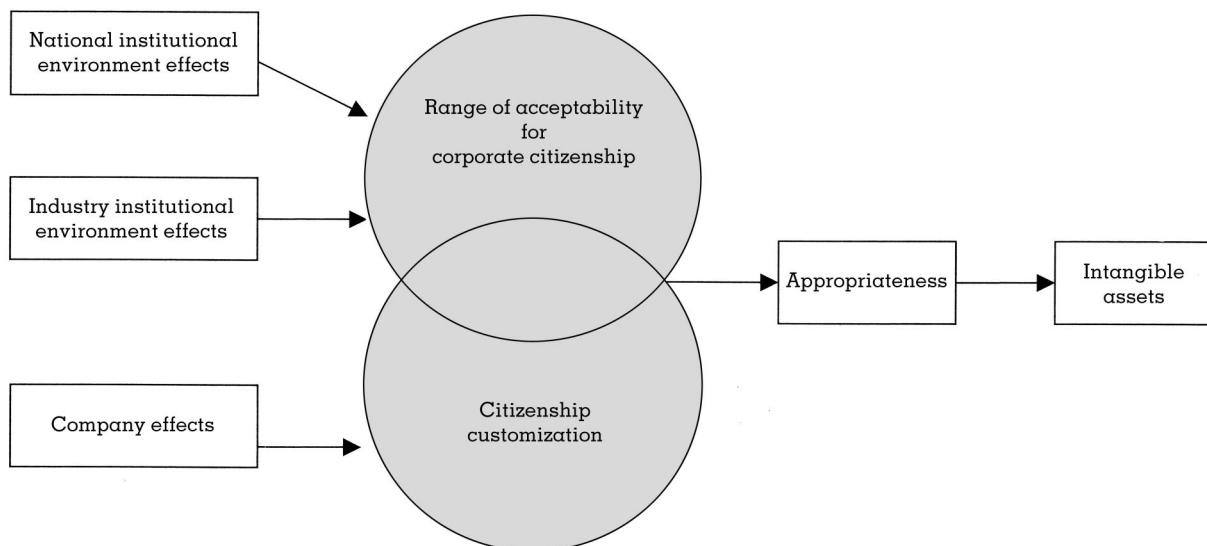 National institutional
environment effects
Range of acceptability
for
corporate citizenship
Industry institutional
environment effects
Appropriateness
Intangible
assets
Company effects
Citizenship
customization